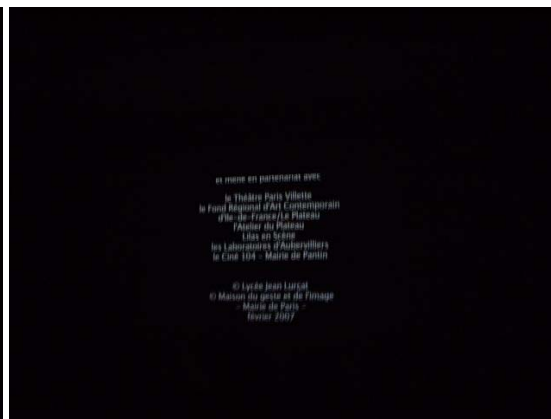 et mené en partenariat avec
le Théâtre Paris Villette
le Fond Régional d'Art Contemporain
d'Ile-de-France/Le Plateau
l'Atelier du Plateau
Lilas en Scène
les Laboratoires d'Aubervilliers
le Ciné 104 - Mairie de Pantin
© Lycée Jean Lurçat
© Maison du geste et de l'image
- Mairie de Paris -
février 2007